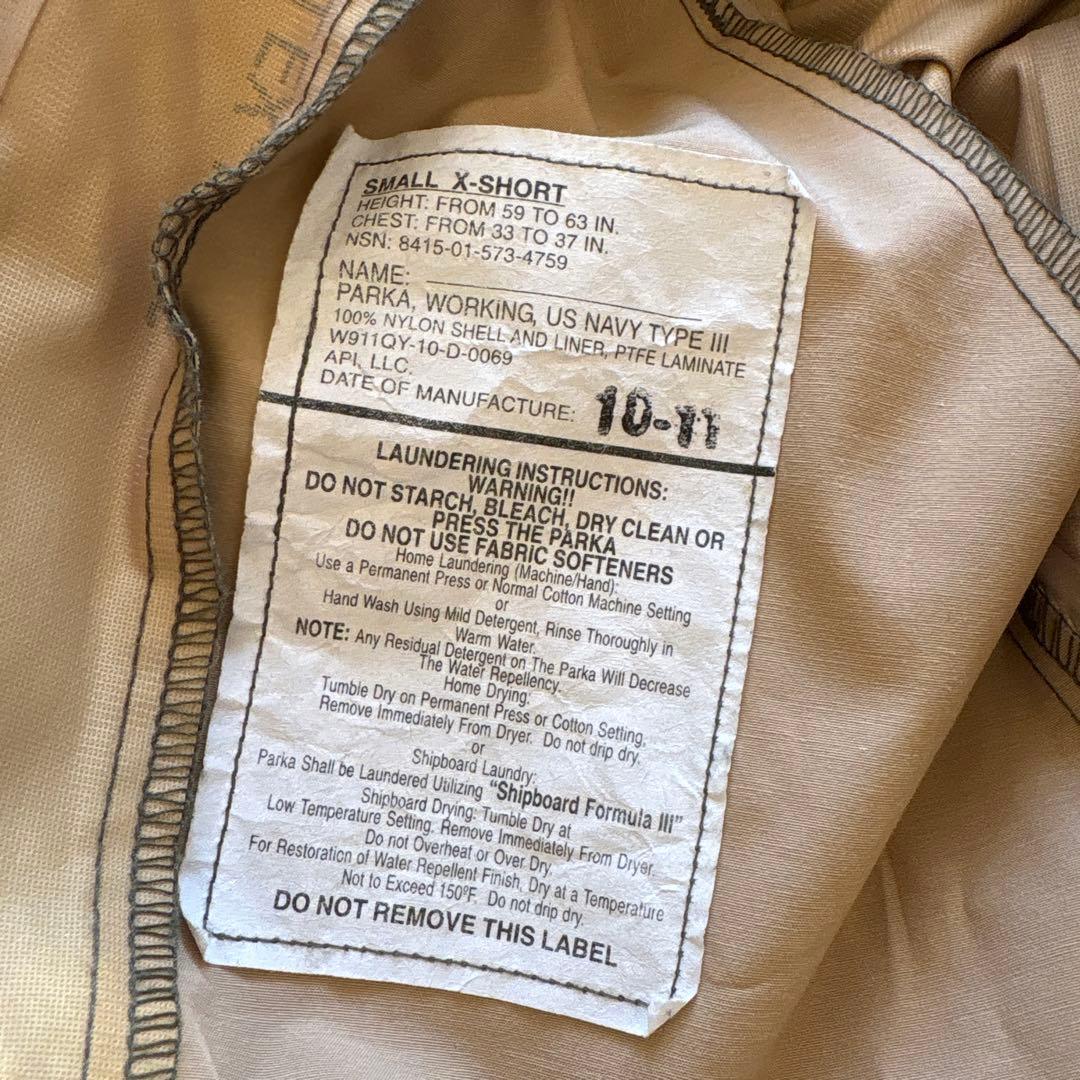 SMALL X-SHORT
HEIGHT: FROM 59 TO 63 IN.
CHEST: FROM 33 TO 37 IN.
NSN: 8415-01-573-4759
NAME:
PARKA, WORKING, US NAVY TYPE III
100% NYLON SHELL AND LINER, PTFE LAMINATE
W911QY-10-D-0069
API, LLC.
DATE OF MANUFACTURE: 10-11
LAUNDERING INSTRUCTIONS:
WARNING!!
DO NOT STARCH, BLEACH, DRY CLEAN OR
PRESS THE PARKA
DO NOT USE FABRIC SOFTENERS
Home Laundering (Machine/Hand):
Use a Permanent Press or Normal Cotton Machine Setting
or
Hand Wash Using Mild Detergent, Rinse Thoroughly in
Warm Water.
NOTE: Any Residual Detergent on The Parka Will Decrease
The Water Repellency.
Home Drying:
Tumble Dry on Permanent Press or Cotton Setting,
Remove Immediately From Dryer. Do not drip dry.
or
Shipboard Laundry:
Parka Shall be Laundered Utilizing "Shipboard Formula III"
Shipboard Drying: Tumble Dry at
Low Temperature Setting. Remove Immediately From Dryer.
Do not Overheat or Over Dry.
For Restoration of Water Repellent Finish, Dry at a Temperature
Not to Exceed 150ºF. Do not drip dry.
DO NOT REMOVE THIS LABEL